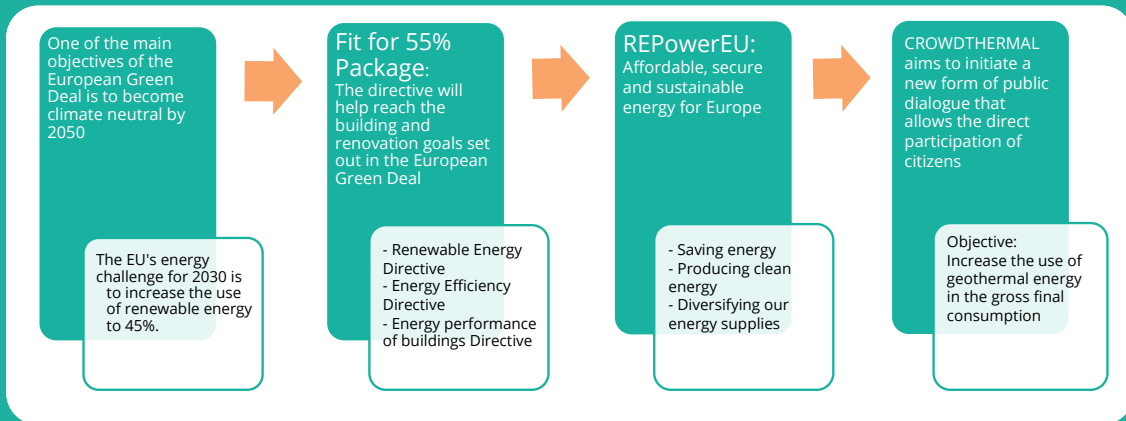 One of the main
objectives of the
European Green
Deal is to become
climate neutral by
2050
The EU's energy
challenge for 2030 is
to increase the use
of renewable energy
to 45%.
Fit for 55%
Package:
The directive will
help reach the
building and
renovation goals set
out in the European
Green Deal
- Renewable Energy
Directive
- Energy Efficiency
Directive
- Energy performance
of buildings Directive
REPowerEU:
Affordable, secure
and sustainable
energy for Europe
- Saving energy
- Producing clean
energy
- Diversifying our
energy supplies
CROWDTHERMAL
aims to initiate a
new form of public
dialogue that
allows the direct
participation of
citizens
Objective:
Increase the use of
geothermal energy
in the gross final
consumption